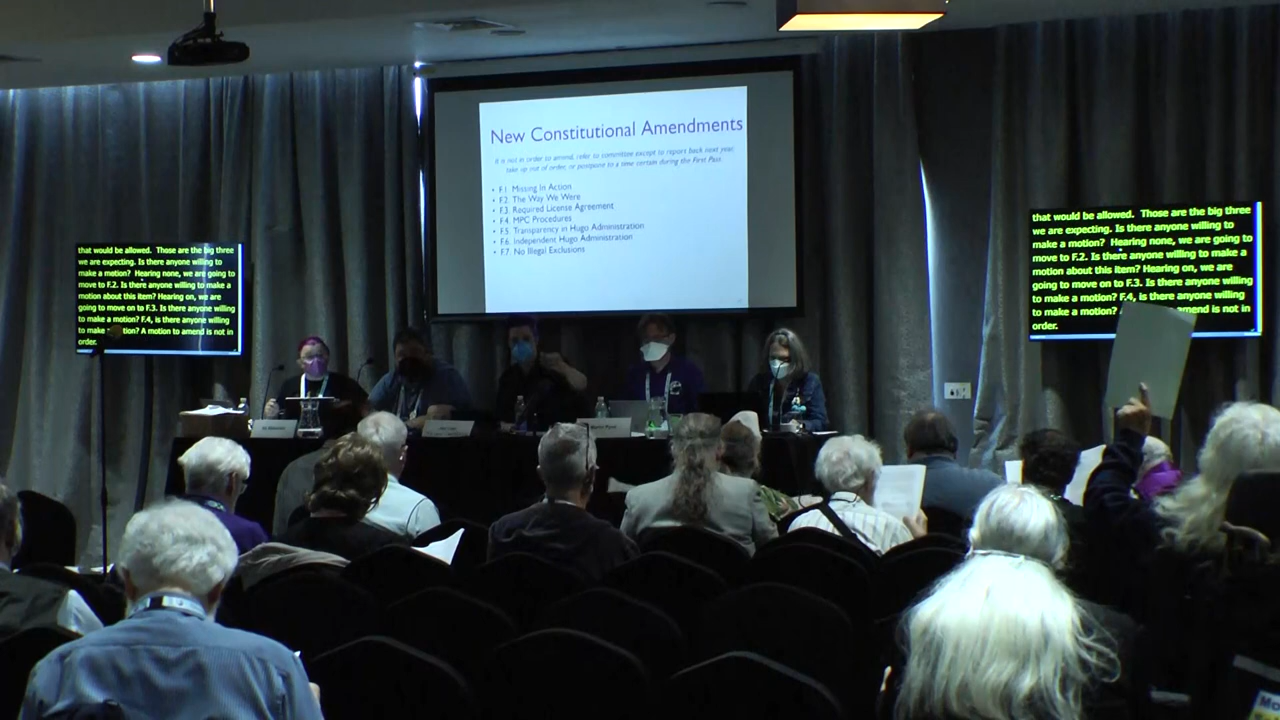 New Constitutional Amendments
It is not in order to amend, refer to committee except to report back next year,
take up out of order, or postpone to a time certain during the First Pass.
• F.1. Missing In Action
• F.2. The Way We Were
• F.3. Required License Agreement
• F.4. MPC Procedures
• F.5. Transparency in Hugo Administration
• F.6. Independent Hugo Administration
• F.7. No Illegal Exclusions
that would be allowed. Those are the big three
we are expecting. Is there anyone willing to
make a motion? Hearing none, we are going to
move to F.2. Is there anyone willing to make a
motion about this item? Hearing on, we are
going to move on to F.3. Is there anyone willing
to make a motion? F.4, is there anyone willing
to make motion? A motion to amend is not in
order.
that would be allowed. Those are the big three
we are expecting. Is there anyone willing to
make a motion? Hearing none, we are going to
move to F.2. Is there anyone willing to make a
motion about this item? Hearing on, we are
going to move on to F.3. Is there anyone willing
to make a motion? F.4, is there anyone willing
to make a motion? amend is not in
order.